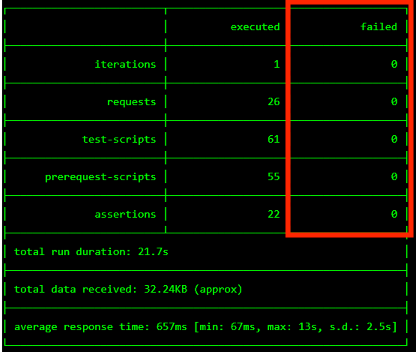 executed failed
iterations 1 0
requests 26 0
test-scripts 61 0
prerequest-scripts 55 0
assertions 22 0
total run duration: 21.7s
total data received: 32.24KB (approx)
average response time: 657ms [min: 67ms, max: 13s, s.d.: 2.5s]